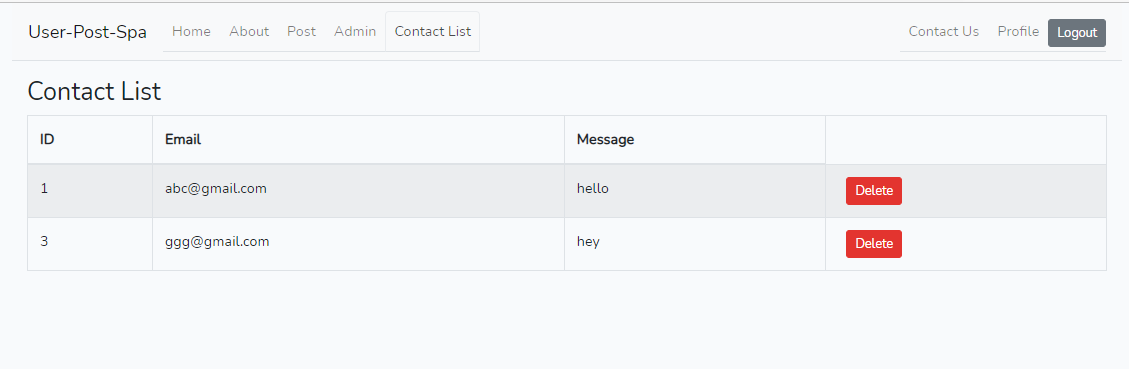 User-Post-Spa Home About Post Admin Contact List Contact Us Profile Logout
Contact List
ID Email Message
1 abc@gmail.com hello Delete
3 ggg@gmail.com hey Delete